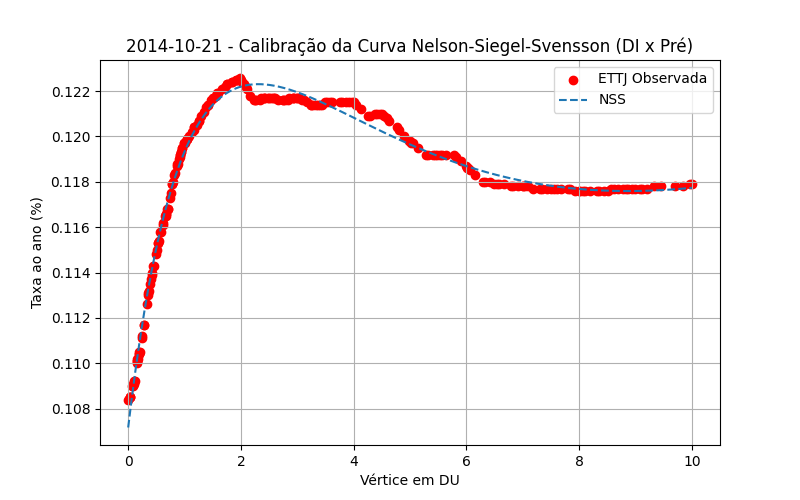 2014-10-21 - Calibração da Curva Nelson-Siegel-Svensson (DI x Pré)
ETTJ Observada
NSS
Taxa ao ano (%)
0.122
0.120
0.118
0.116
0.114
0.112
0.110
0.108
0 2 4 6 8 10
Vértice em DU